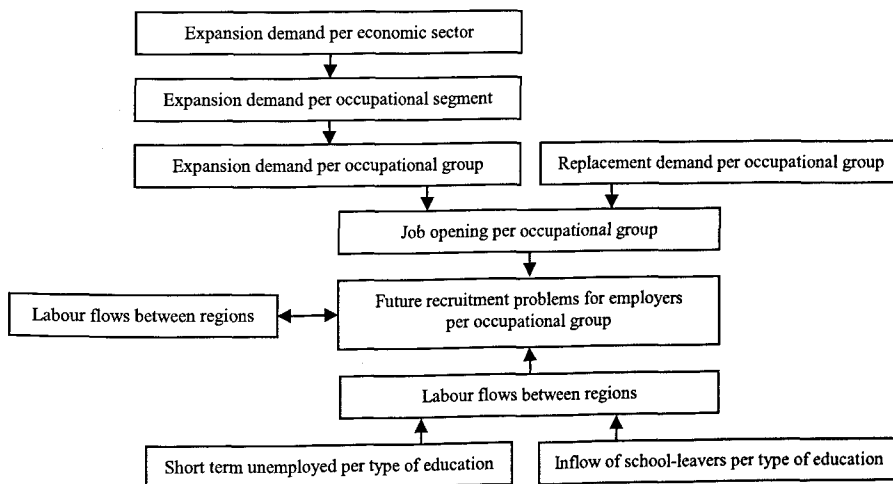 Expansion demand per economic sector
Expansion demand per occupational segment
Expansion demand per occupational group
Replacement demand per occupational group
Job opening per occupational group
Labour flows between regions
Future recruitment problems for employers
per occupational group
Labour flows between regions
Short term unemployed per type of education
Inflow of school-leavers per type of education